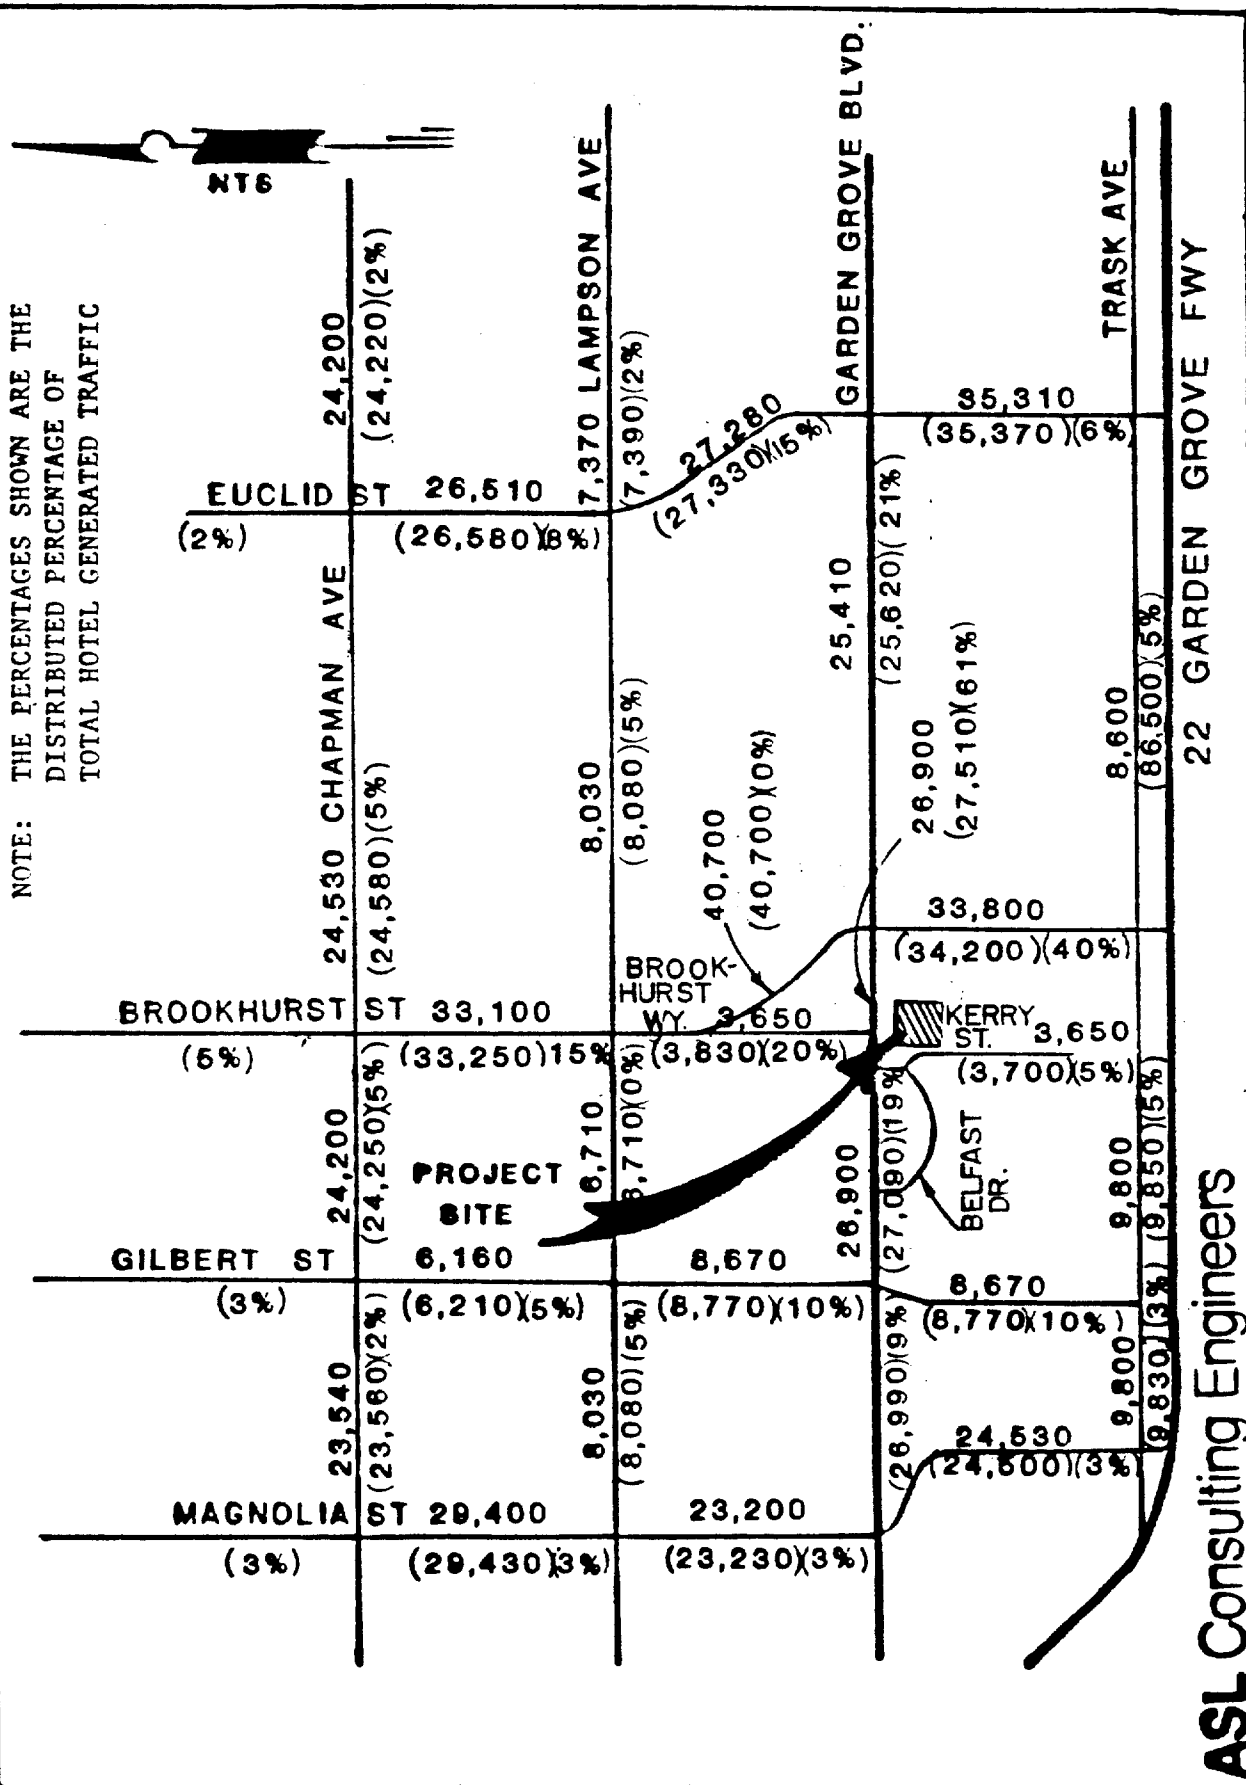 NOTE: THE PERCENTAGES SHOWN ARE THE
DISTRIBUTED PERCENTAGE OF
TOTAL HOTEL GENERATED TRAFFIC
NTS
24,200
(24,220)(2%)
EUCLID ST
(2%)
26,510
(26,580)(8%)
7,370 LAMPSON AVE
(7,390)(2%)
27,280
(27,330)(15%)
GARDEN GROVE BLVD.
35,310
(35,370)(6%)
TRASK AVE
22 GARDEN GROVE FWY
24,530 CHAPMAN AVE
(24,580)(5%)
8,030
(8,080)(5%)
25,410
(25,620)(21%)
40,700
(40,700)(0%)
26,900
(27,510)(61%)
8,600
(86,500)(5%)
BROOKHURST ST
(5%)
33,100
(33,250)15%
BROOK-
HURST
WY.
3,650
(3,830)(20%)
33,800
(34,200)(40%)
KERRY
ST.
3,650
(3,700)(5%)
24,200
(24,250)(5%)
PROJECT
SITE
6,710
,710)(0%)
26,900
(27,090)(19%
BELFAST
DR.
9,800
(9,850)(5%)
GILBERT ST
(3%)
6,160
(6,210)(5%)
8,670
(8,770)(10%)
8,670
(8,770)(10%)
23,540
(23,560)(2%)
8,030
(8,080)(5%)
(26,990)(9%)
9,800
(9,830)(3%)
MAGNOLIA ST
(3%)
29,400
(29,430)(3%)
23,200
(23,230)(3%)
24,530
(24,600)(3%)
ASL Consulting Engineers